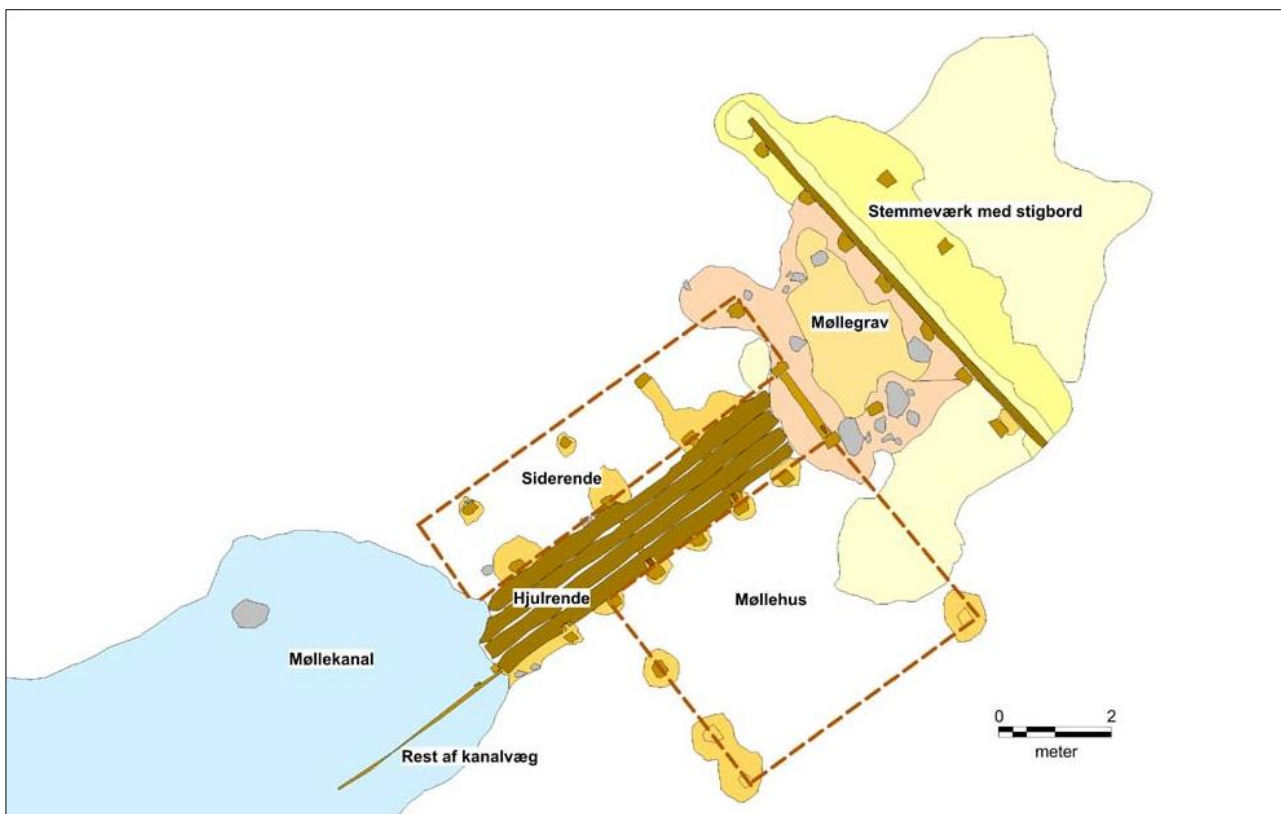 Stemmeværk med stigbord
Møllegrav
Siderende
Hjulrende
Møllehus
Møllekanal
Rest af kanalvæg
0 2
meter